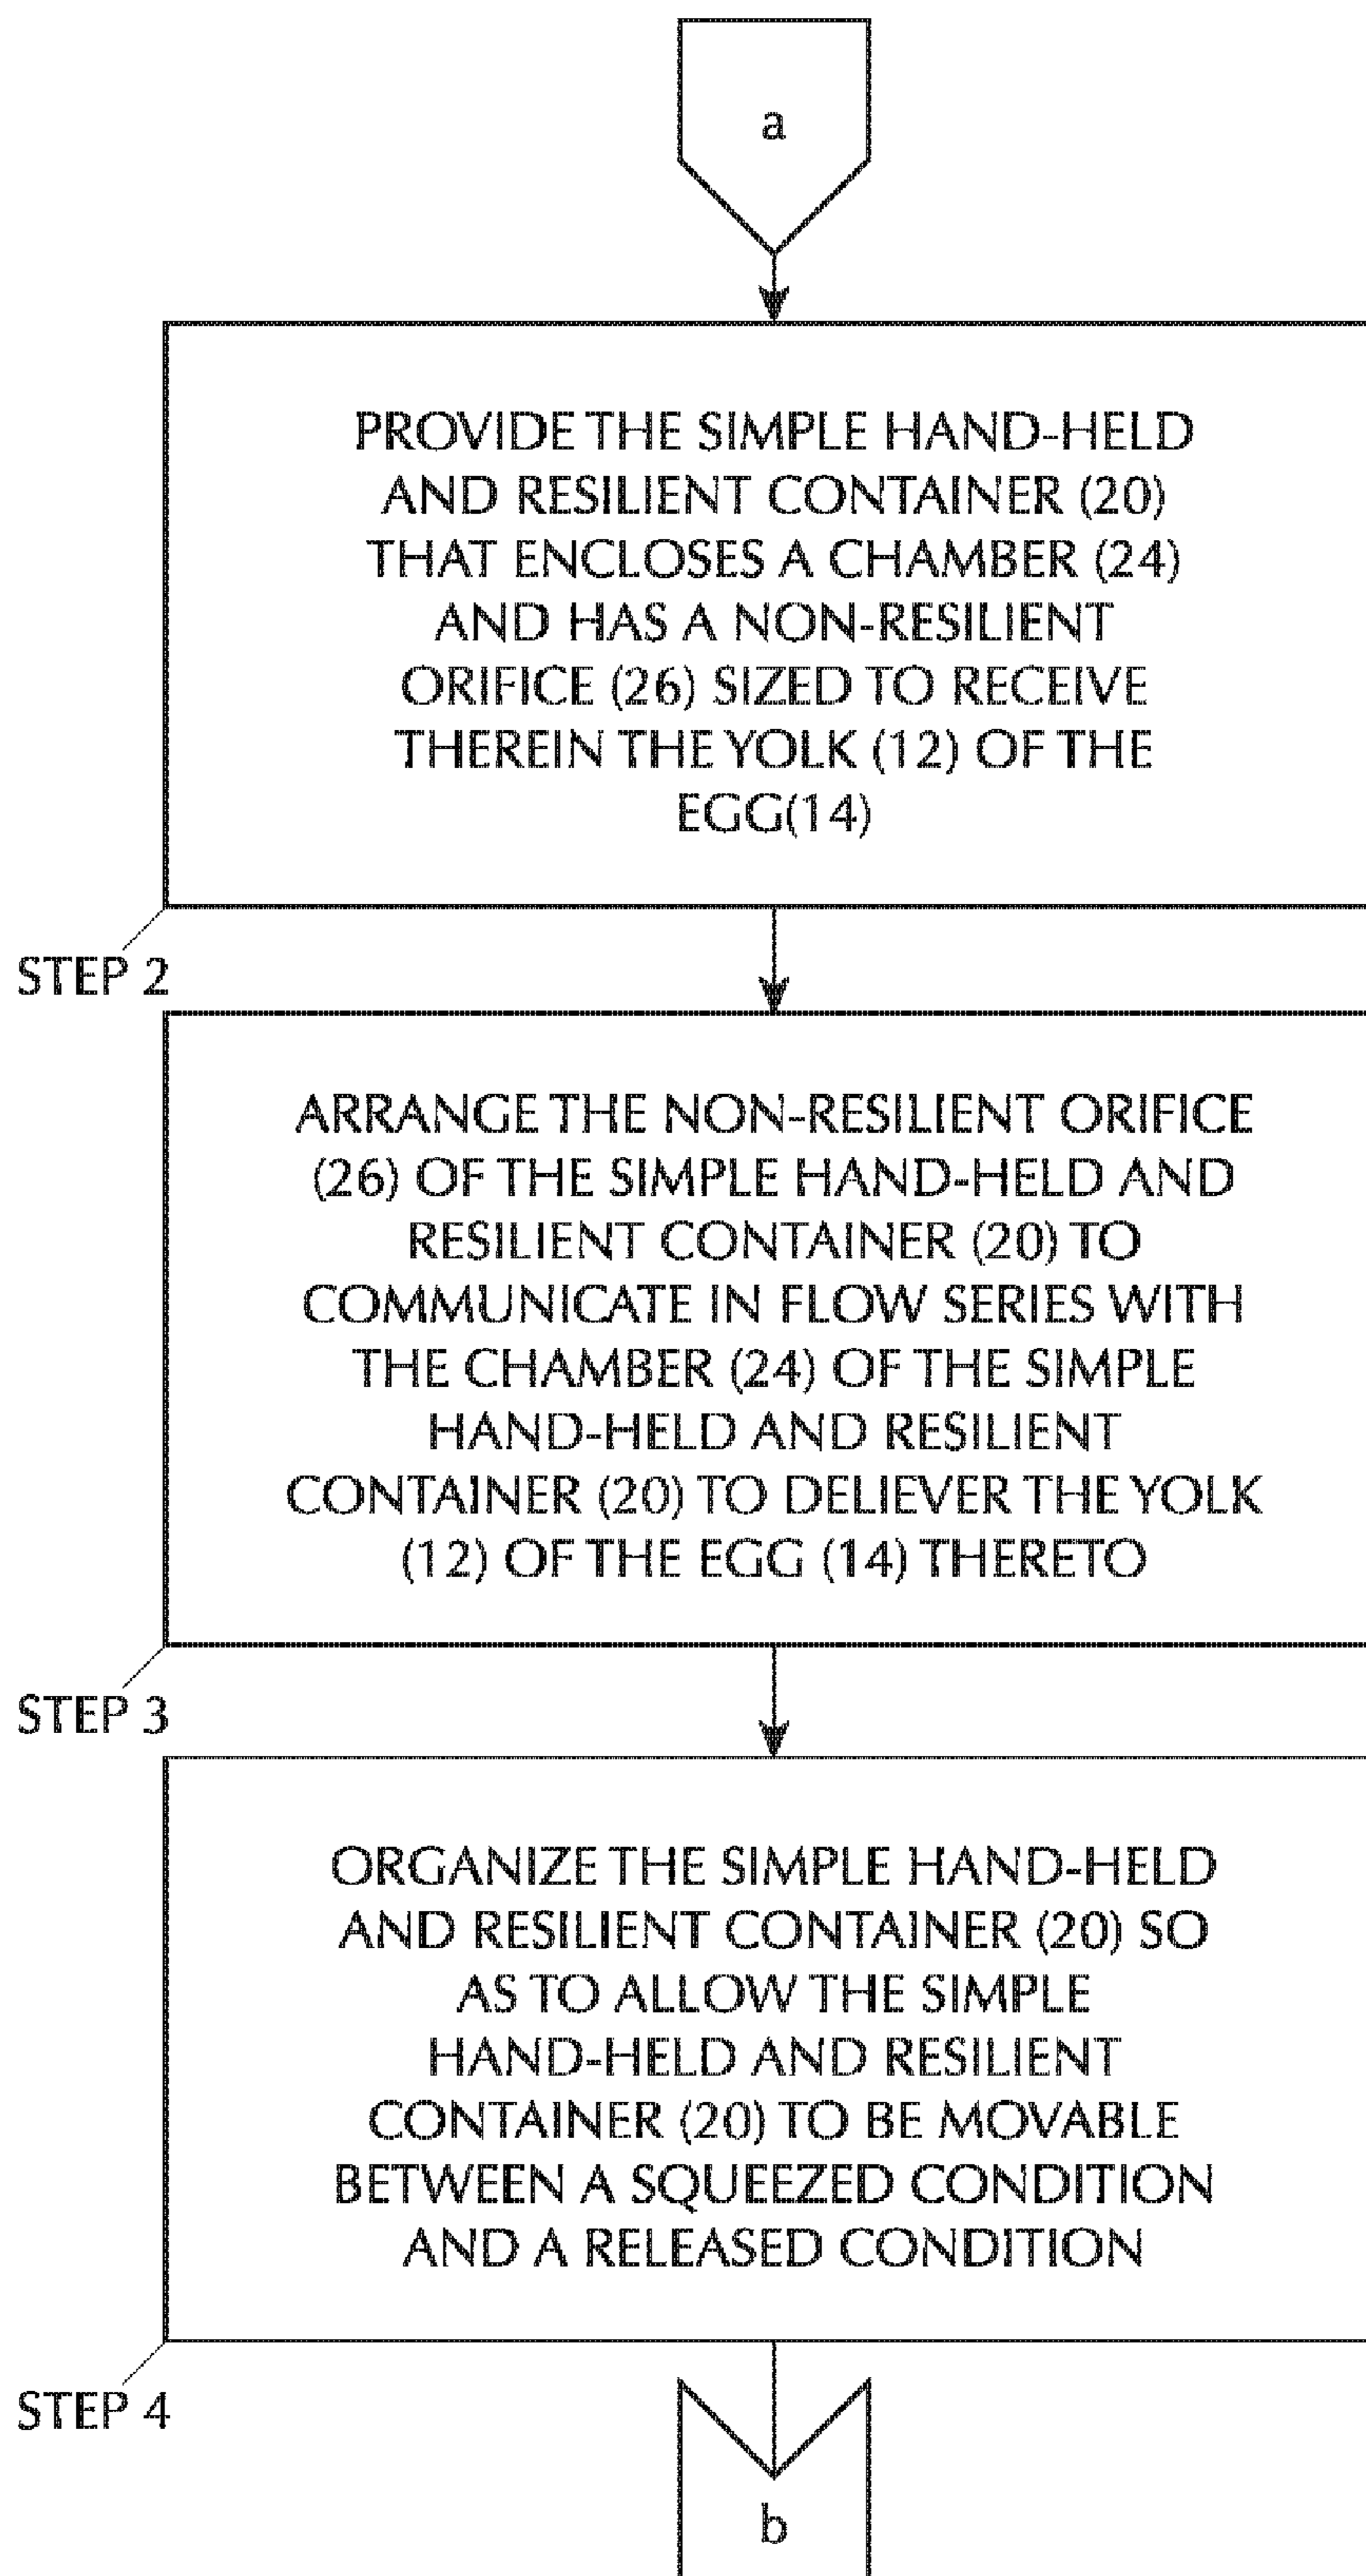 a
PROVIDE THE SIMPLE HAND-HELD
AND RESILIENT CONTAINER (20)
THAT ENCLOSES A CHAMBER (24)
AND HAS A NON-RESILIENT
ORIFICE (26) SIZED TO RECEIVE
THEREIN THE YOLK (12) OF THE
EGG(14)
STEP 2
ARRANGE THE NON-RESILIENT ORIFICE
(26) OF THE SIMPLE HAND-HELD AND
RESILIENT CONTAINER (20) TO
COMMUNICATE IN FLOW SERIES WITH
THE CHAMBER (24) OF THE SIMPLE
HAND-HELD AND RESILIENT
CONTAINER (20) TO DELIEVER THE YOLK
(12) OF THE EGG (14) THERETO
STEP 3
ORGANIZE THE SIMPLE HAND-HELD
AND RESILIENT CONTAINER (20) SO
AS TO ALLOW THE SIMPLE
HAND-HELD AND RESILIENT
CONTAINER (20) TO BE MOVABLE
BETWEEN A SQUEEZED CONDITION
AND A RELEASED CONDITION
STEP 4
b